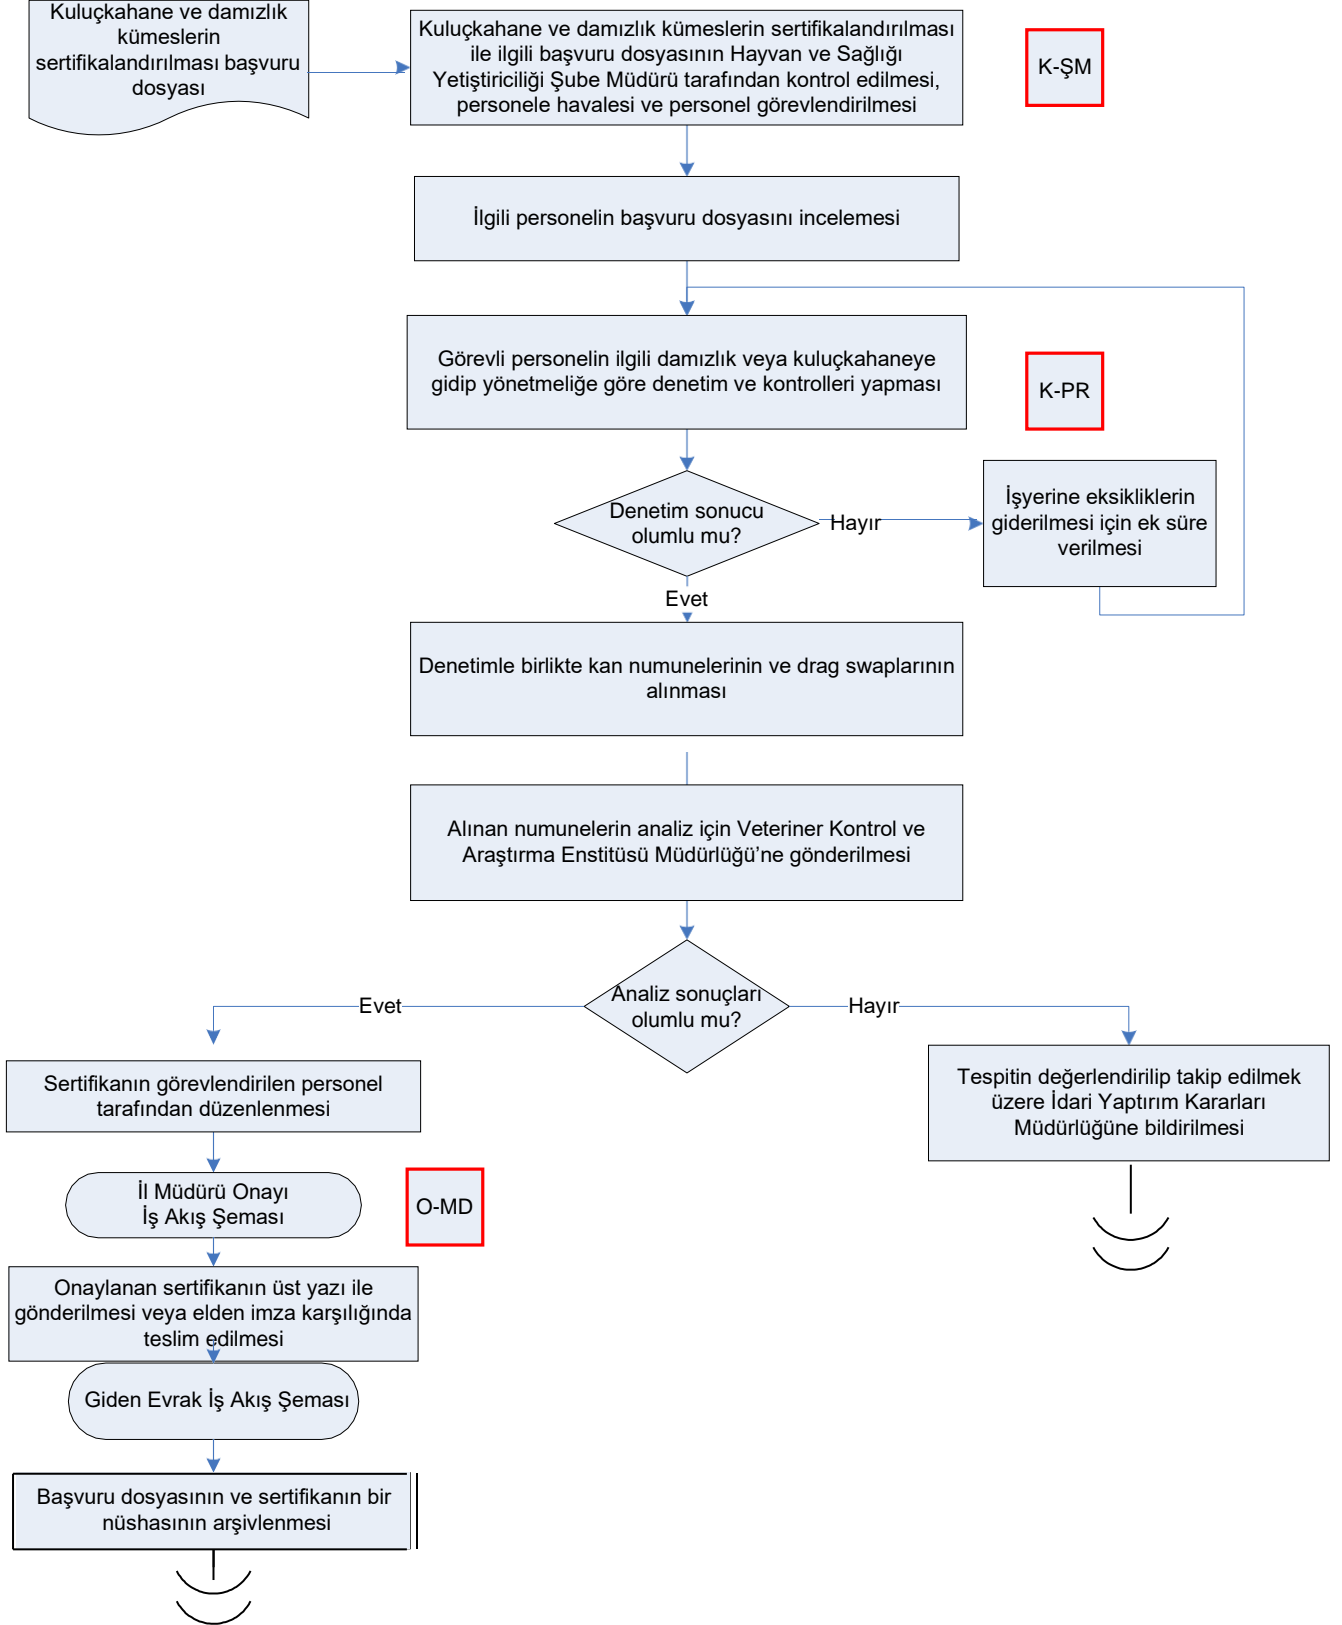 Kuluçkahane ve damızlık
kümeslerin
sertifikalandırılması başvuru
dosyası
Kuluçkahane ve damızlık kümeslerin sertifikalandırılması
ile ilgili başvuru dosyasının Hayvan ve Sağlığı
Yetiştiriciliği Şube Müdürü tarafından kontrol edilmesi,
personele havalesi ve personel görevlendirilmesi
K-ŞM
İlgili personelin başvuru dosyasını incelemesi
Görevli personelin ilgili damızlık veya kuluçkahaneye
gidip yönetmeliğe göre denetim ve kontrolleri yapması
K-PR
Denetim sonucu
olumlu mu?
Hayır
İşyerine eksikliklerin
giderilmesi için ek süre
verilmesi
Evet
Denetimle birlikte kan numunelerinin ve drag swaplarının
alınması
Alınan numunelerin analiz için Veteriner Kontrol ve
Araştırma Enstitüsü Müdürlüğü’ne gönderilmesi
Analiz sonuçları
olumlu mu?
Evet
Hayır
Sertifikanın görevlendirilen personel
tarafından düzenlenmesi
Tespitin değerlendirilip takip edilmek
üzere İdari Yaptırım Kararları
Müdürlüğüne bildirilmesi
İl Müdürü Onayı
İş Akış Şeması
O-MD
Onaylanan sertifikanın üst yazı ile
gönderilmesi veya elden imza karşılığında
teslim edilmesi
Giden Evrak İş Akış Şeması
Başvuru dosyasının ve sertifikanın bir
nüshasının arşivlenmesi